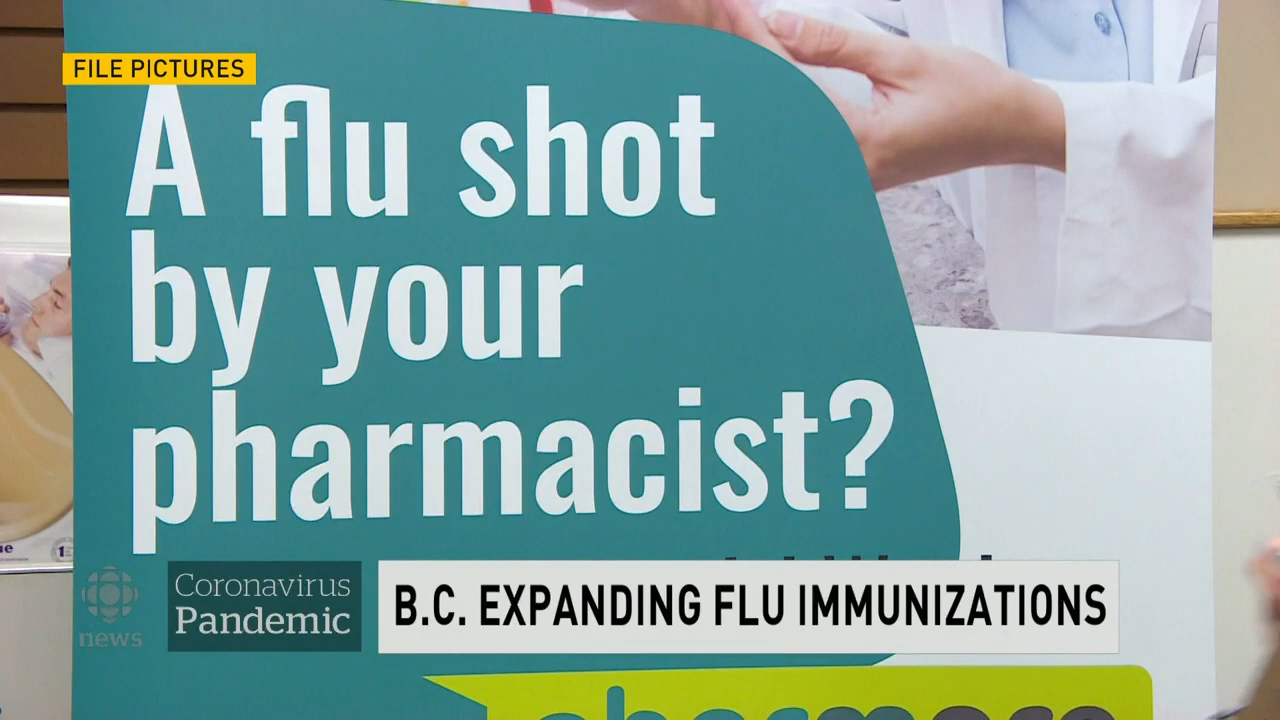 FILE PICTURES
A flu shot
by your
pharmacist?
Coronavirus
Pandemic
B.C. EXPANDING FLU IMMUNIZATIONS
news